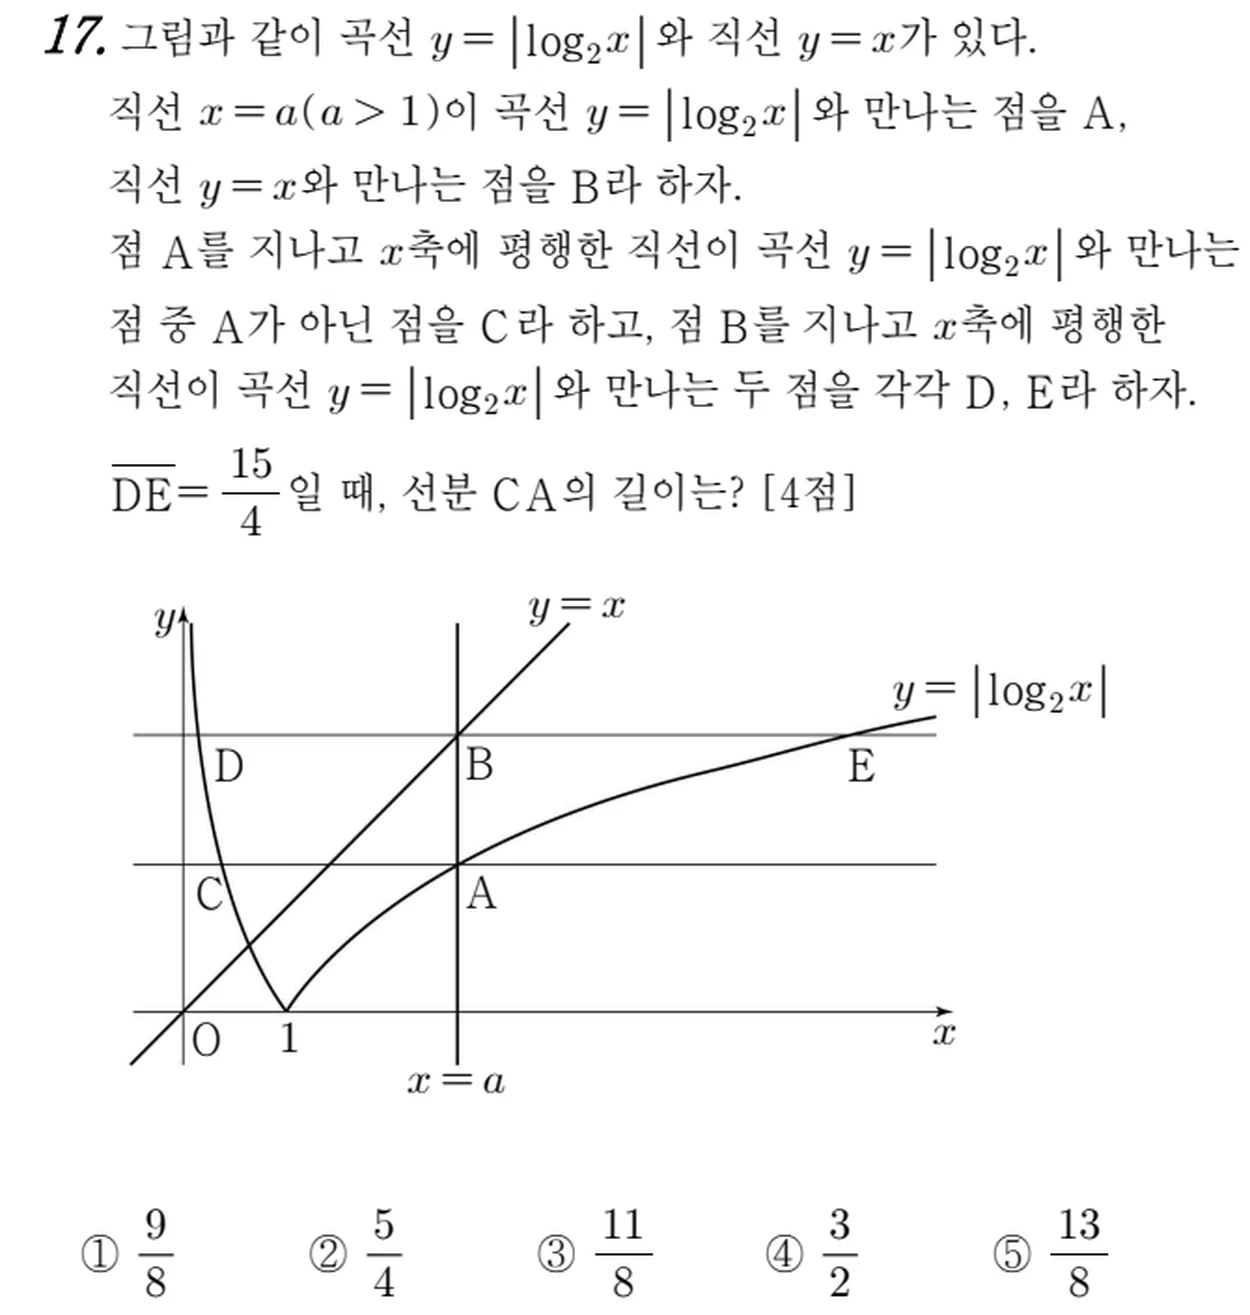 17. 그림과 같이 곡선 y=|log₂x|와 직선 y=x가 있다.
직선 x=a(a>1)이 곡선 y=|log₂x|와 만나는 점을 A,
직선 y=x와 만나는 점을 B라 하자.
점 A를 지나고 x축에 평행한 직선이 곡선 y=|log₂x|와 만나는
점 중 A가 아닌 점을 C라 하고, 점 B를 지나고 x축에 평행한
직선이 곡선 y=|log₂x|와 만나는 두 점을 각각 D, E라 하자.
D̅E̅=15/4일 때, 선분 CA의 길이는? [4점]
y
y=x
y=|log₂x|
D
B
E
C
A
O
1
x
x=a
① 9/8 ② 5/4 ③ 11/8 ④ 3/2 ⑤ 13/8